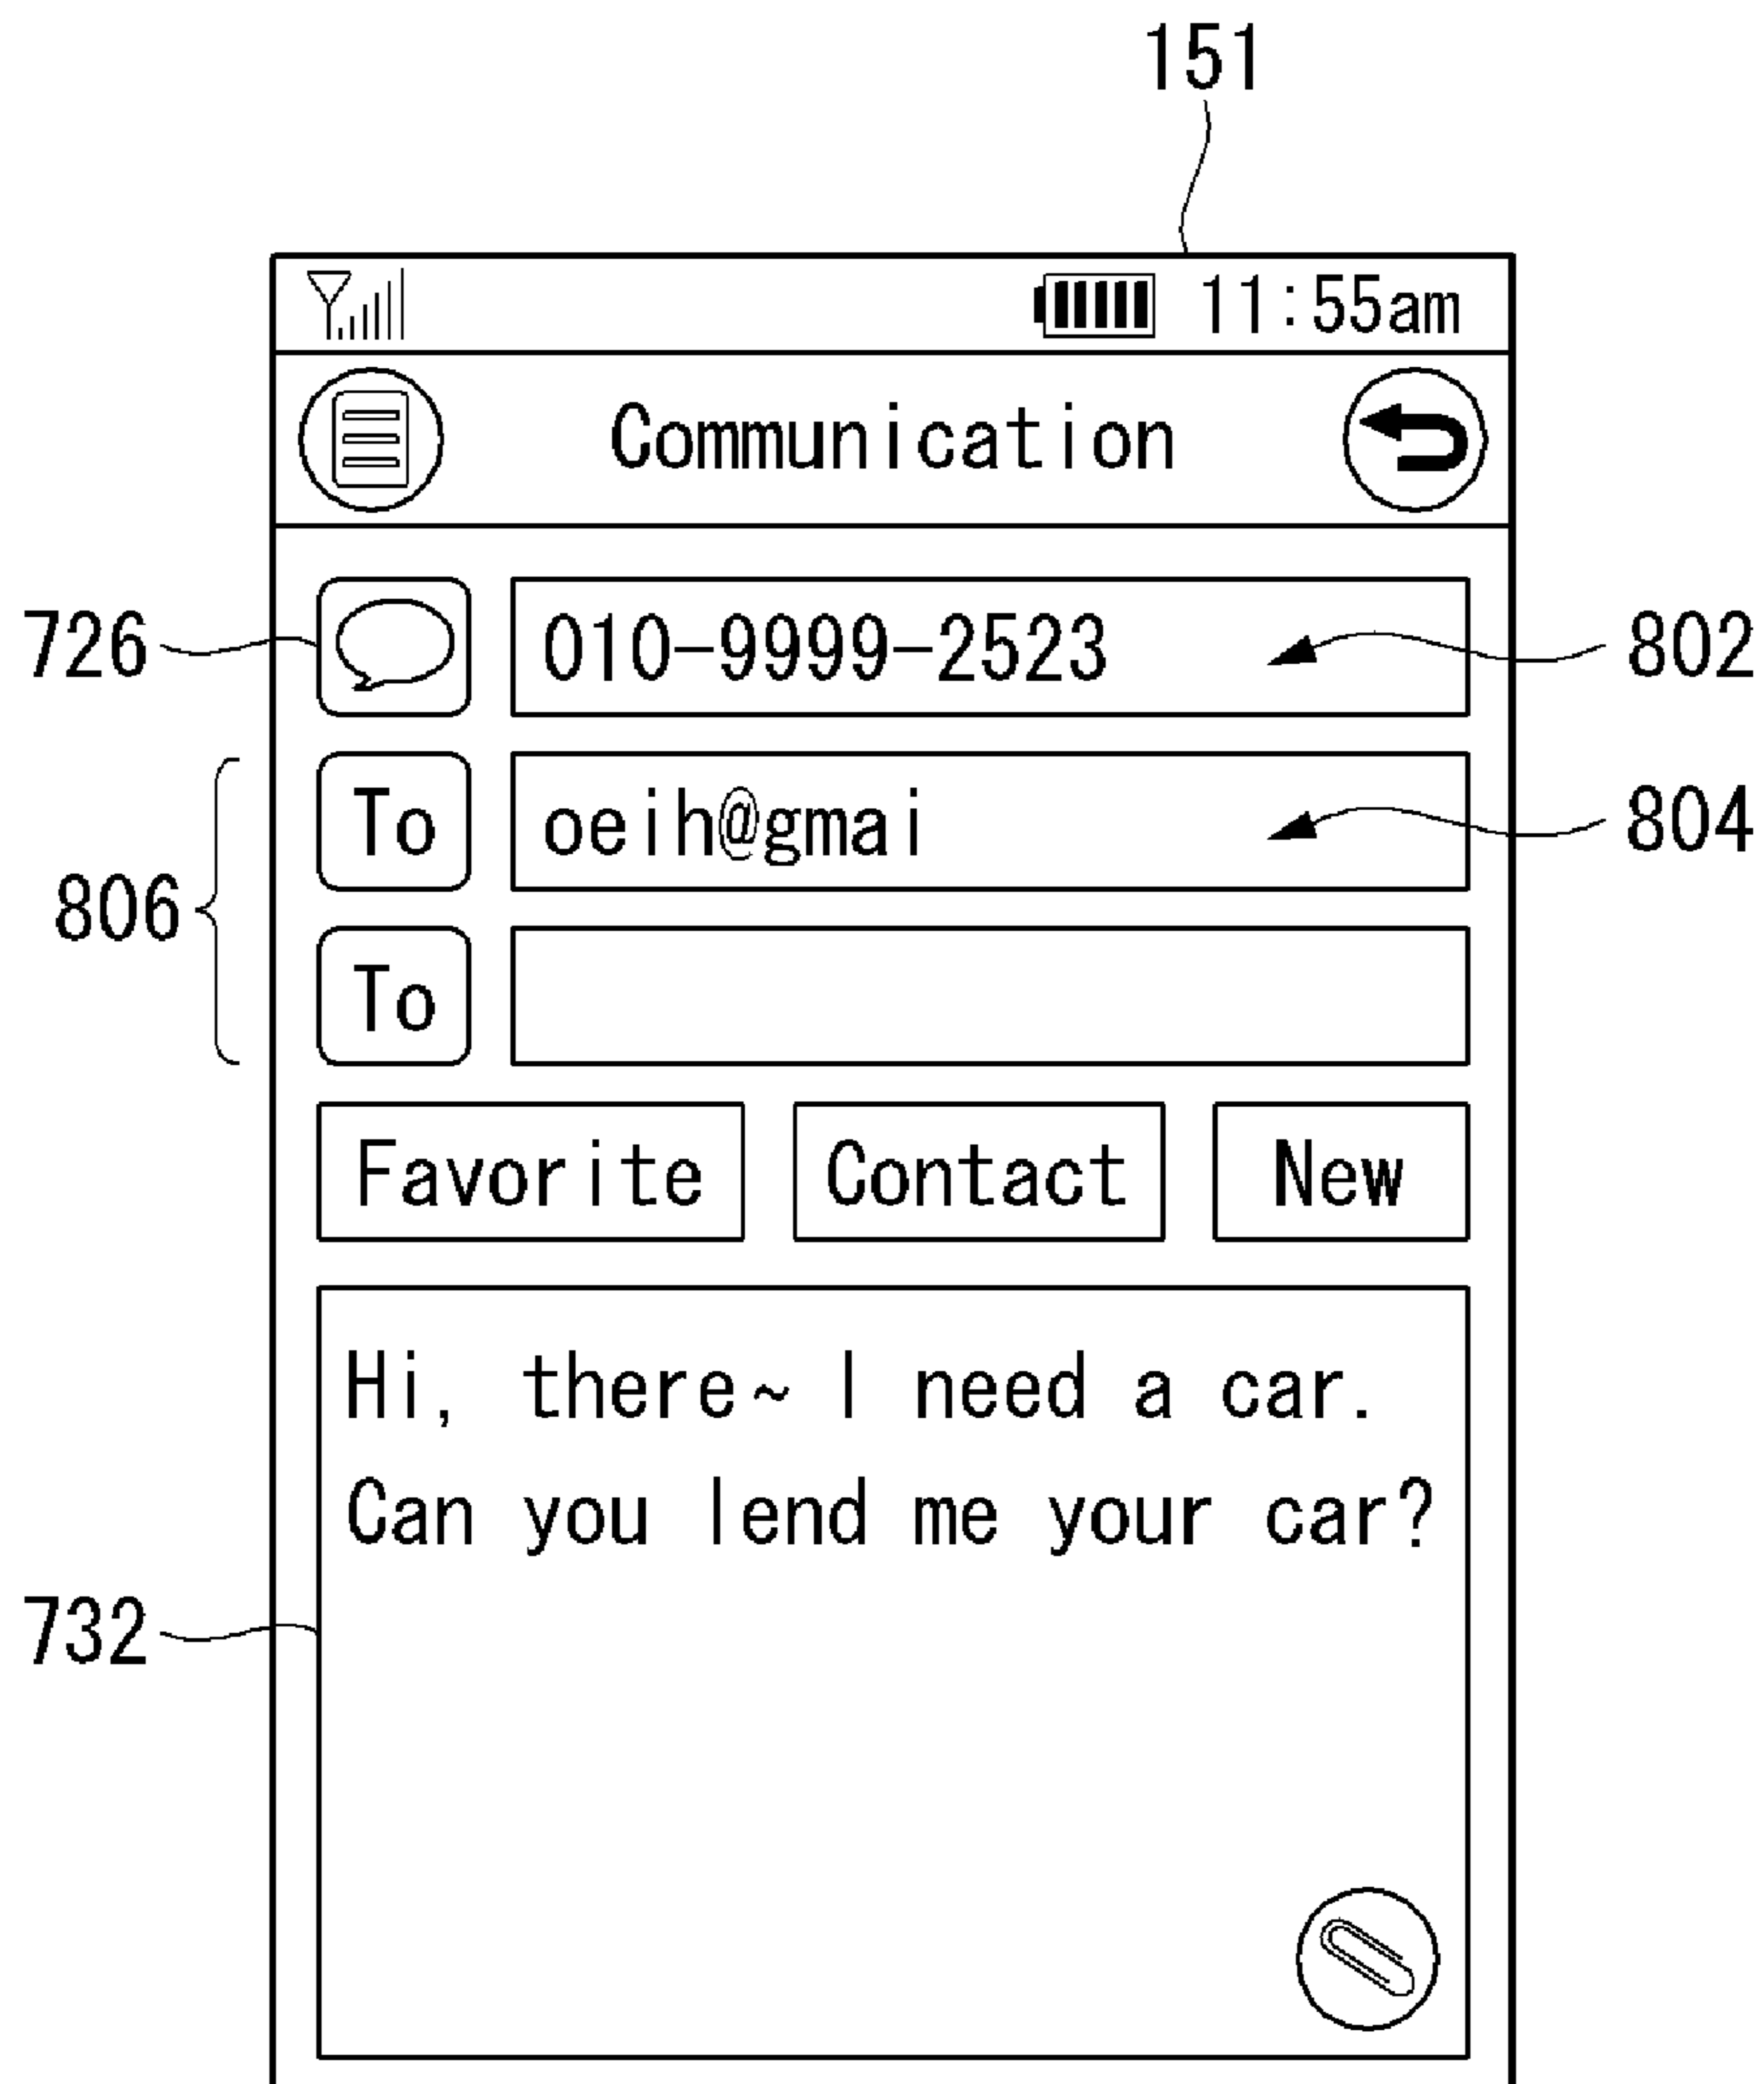 151
11:55am
Communication
726
010-9999-2523
802
To
oeih@gmai
804
806
To
Favorite
Contact
New
Hi, there~ I need a car.
Can you lend me your car?
732